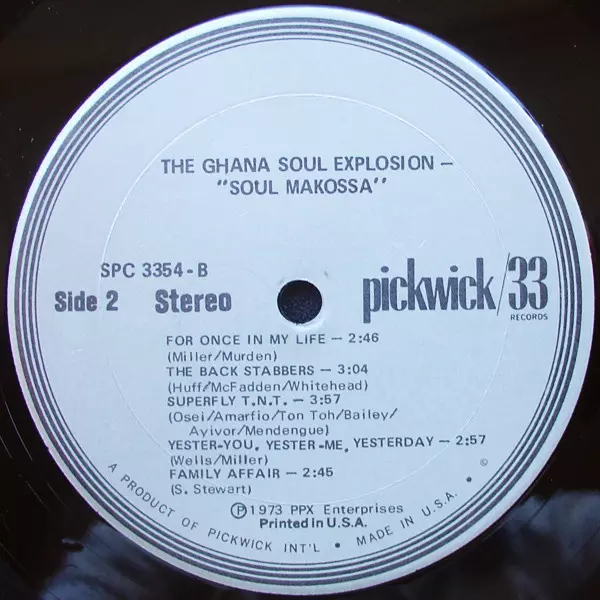 THE GHANA SOUL EXPLOSION —
"SOUL MAKOSSA"
SPC 3354-B
Side 2 Stereo
pickwick/33
RECORDS
FOR ONCE IN MY LIFE — 2:46
(Miller/Murden)
THE BACK STABBERS — 3:04
(Huff/McFadden/Whitehead)
SUPERFLY T.N.T. — 3:57
(Osei/Amarfio/Ton Toh/Bailey/
Ayivor/Mendengue)
YESTER-YOU, YESTER-ME, YESTERDAY — 2:57
(Wells/Miller)
FAMILY AFFAIR — 2:45
(S. Stewart)
℗ 1973 PPX Enterprises
Printed in U.S.A.
A PRODUCT OF PICKWICK INT'L • MADE IN U.S.A. • ©